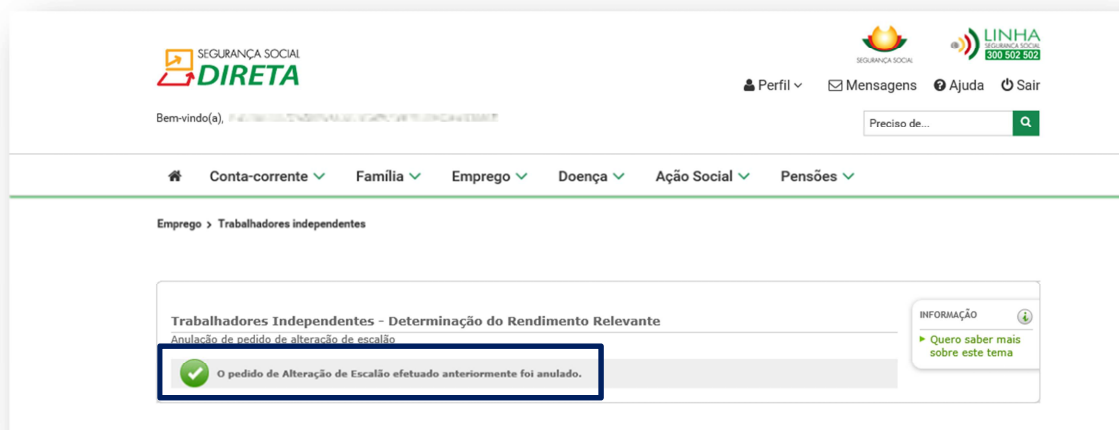 SEGURANÇA SOCIAL
DIRETA
SEGURANÇA SOCIAL
LINHA
SEGURANÇA SOCIAL
300 502 502
Perfil
Mensagens
Ajuda
Sair
Bem-vindo(a),
Preciso de...
Conta-corrente
Família
Emprego
Doença
Ação Social
Pensões
Emprego > Trabalhadores independentes
Trabalhadores Independentes - Determinação do Rendimento Relevante
Anulação de pedido de alteração de escalão
O pedido de Alteração de Escalão efetuado anteriormente foi anulado.
INFORMAÇÃO
Quero saber mais
sobre este tema